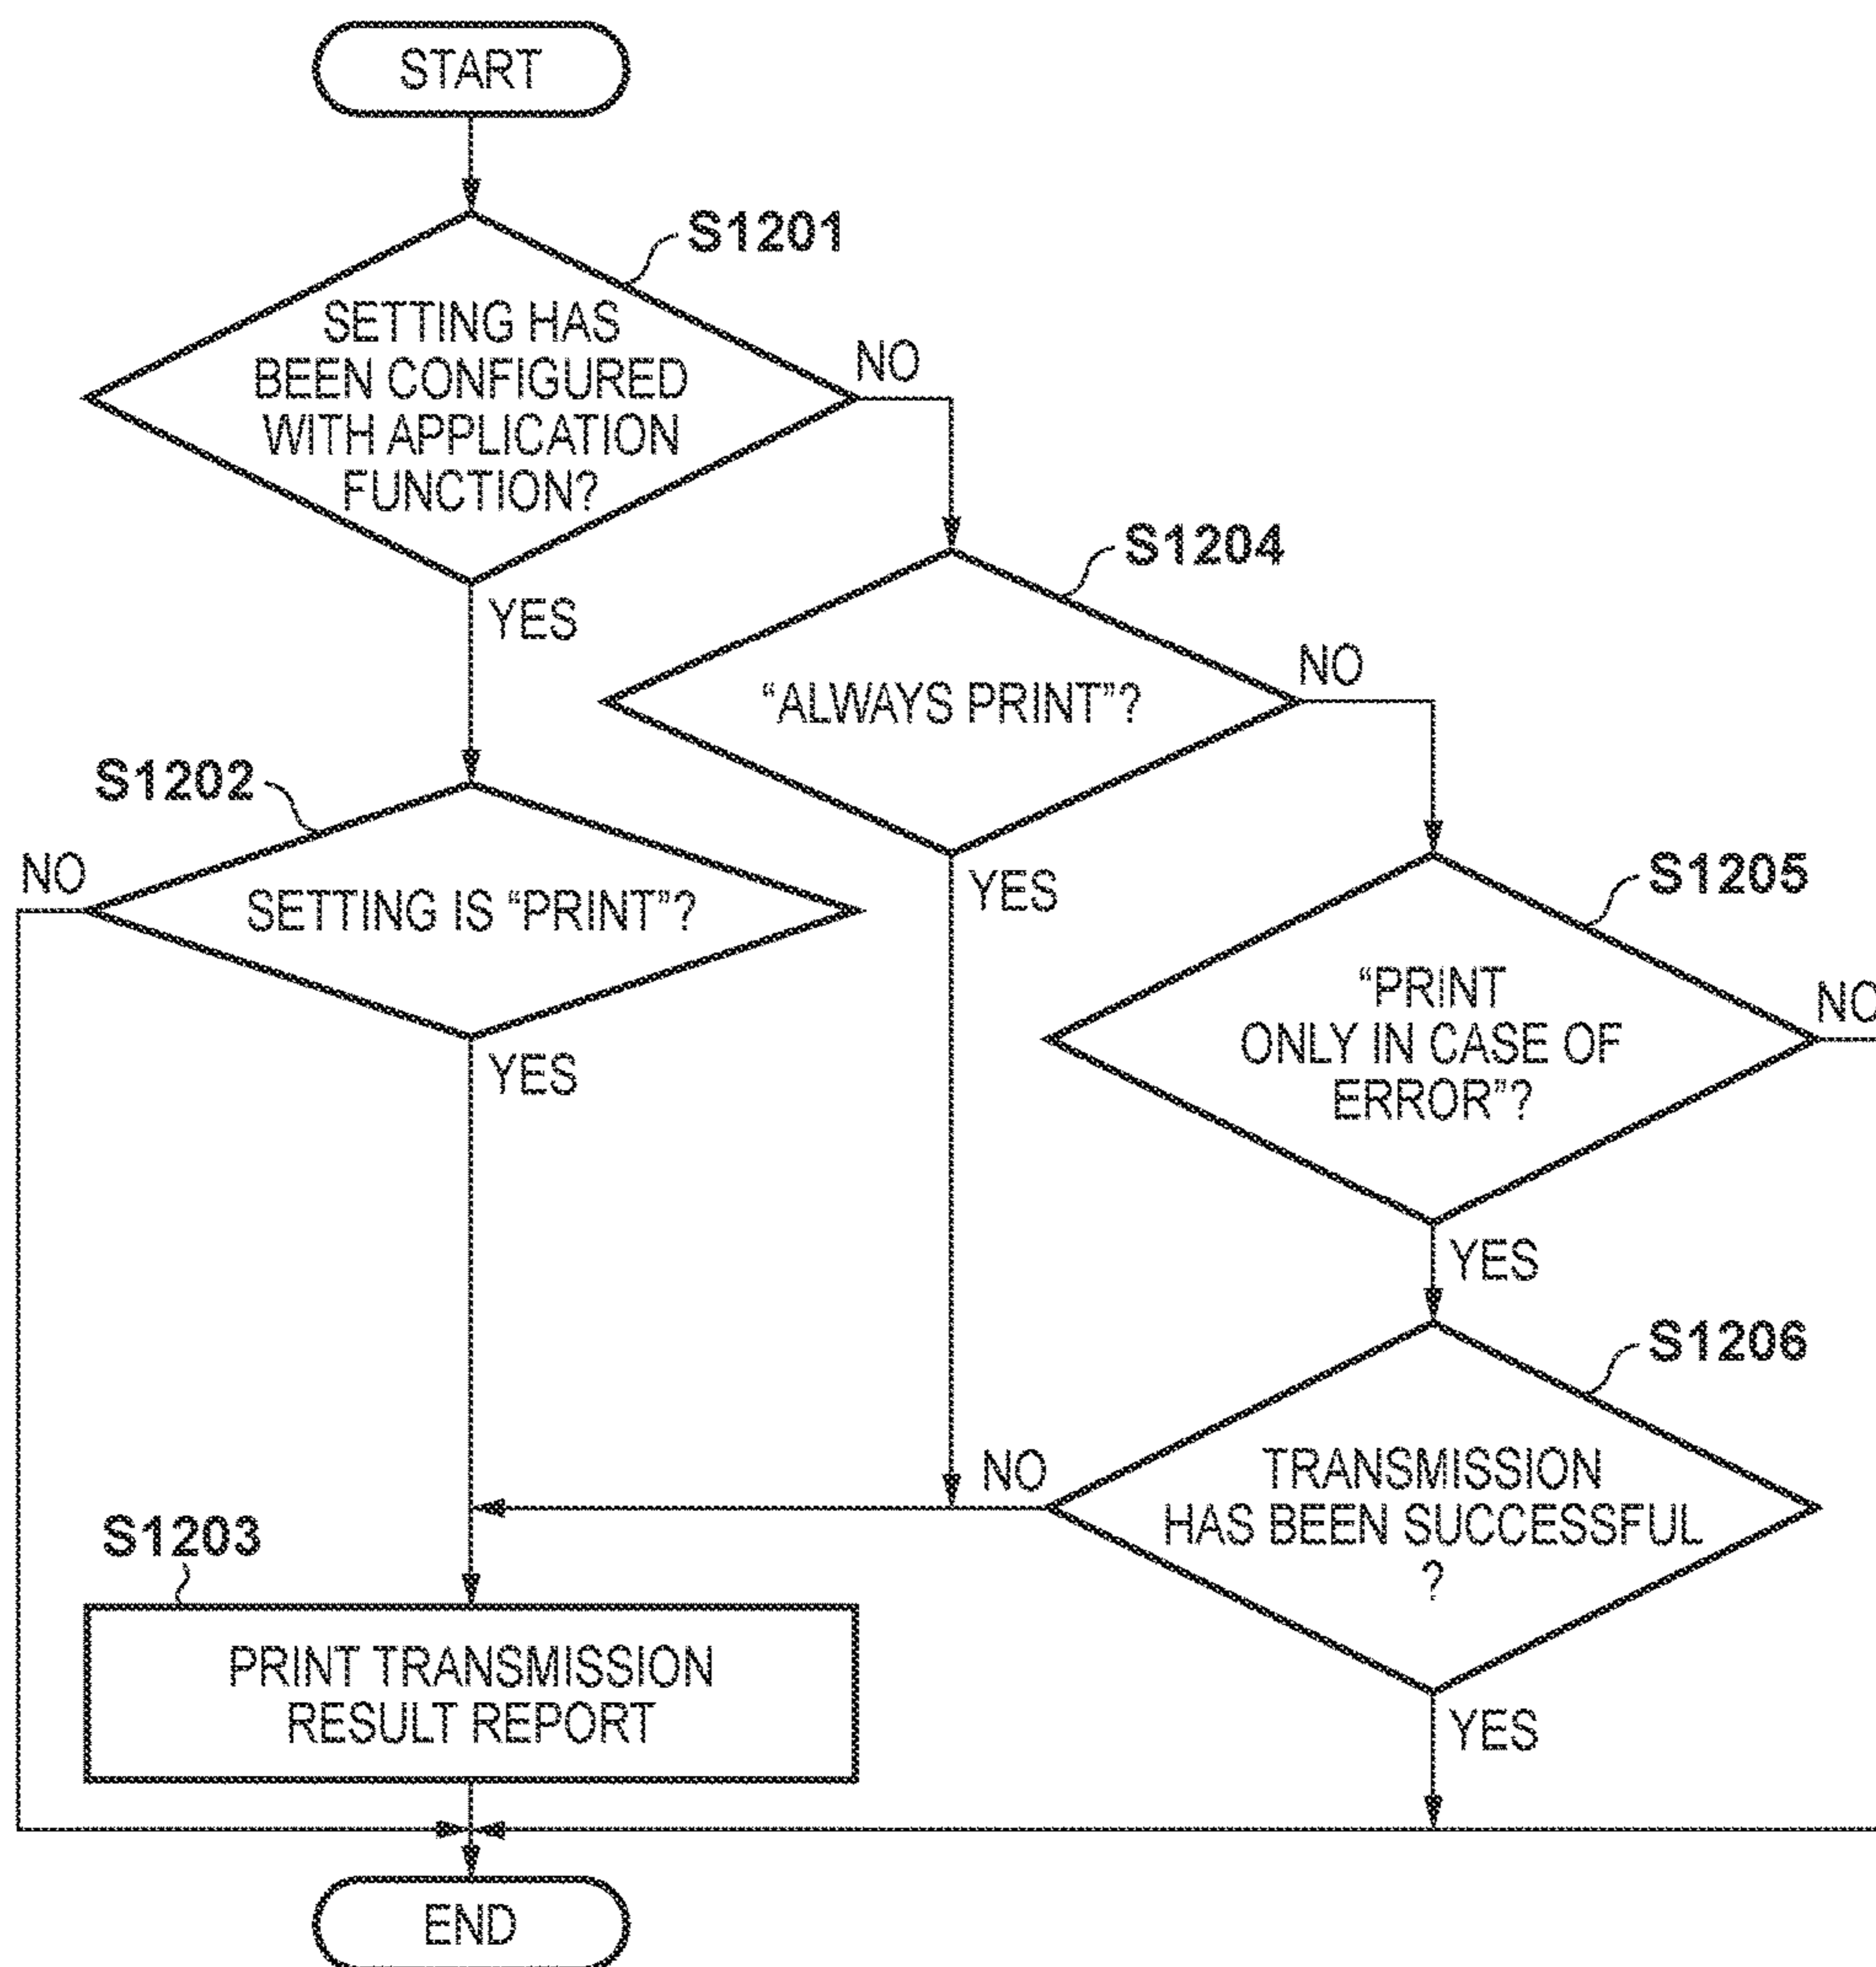 START
S1201
SETTING HAS
BEEN CONFIGURED
WITH APPLICATION
FUNCTION?
NO
YES
S1204
"ALWAYS PRINT"?
NO
YES
S1202
SETTING IS "PRINT"?
NO
YES
S1205
"PRINT
ONLY IN CASE OF
ERROR"?
NO
YES
S1206
TRANSMISSION
HAS BEEN SUCCESSFUL
?
NO
YES
S1203
PRINT TRANSMISSION
RESULT REPORT
END